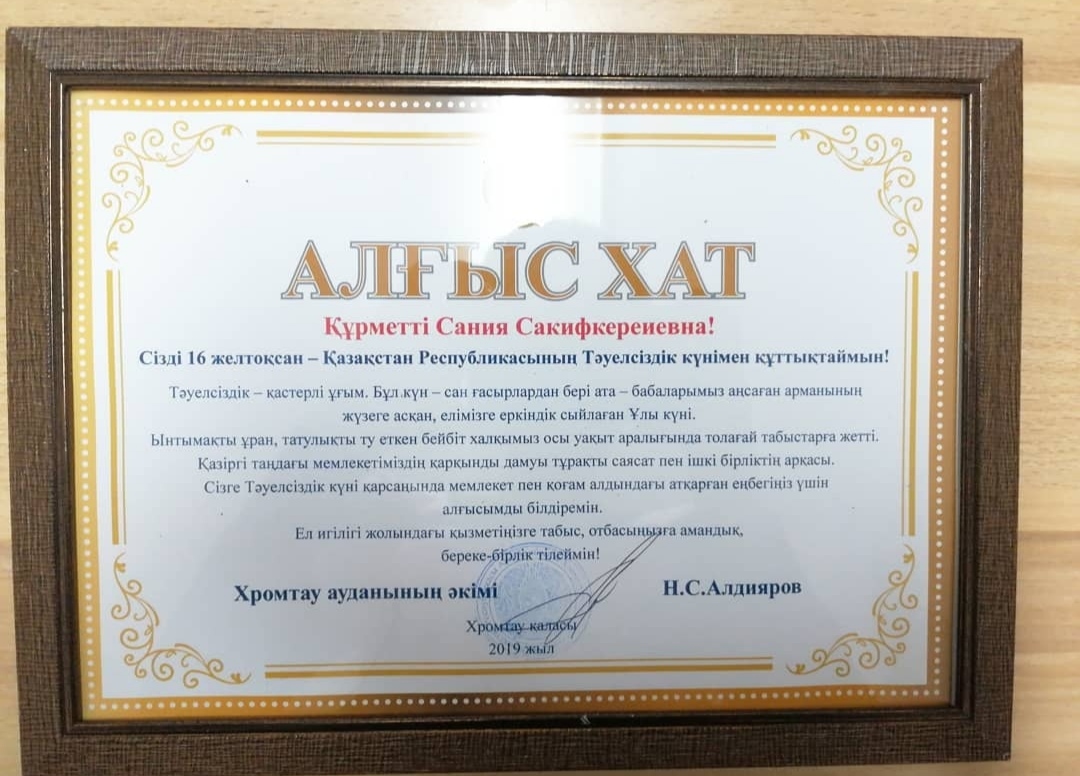 АЛҒЫС ХАТ
Құрметті Сания Сакифкереиевна!
Сізді 16 желтоқсан – Қазақстан Республикасының Тәуелсіздік күнімен құттықтаймын!
Тәуелсіздік – қастерлі ұғым. Бұл күн – сан ғасырлардан бері ата – бабаларымыз аңсаған арманының
жүзеге асқан, елімізге еркіндік сыйлаған Ұлы күні.
Ынтымақты ұран, татулықты ту еткен бейбіт халқымыз осы уақыт аралығында толағай табыстарға жетті.
Қазіргі таңдағы мемлекетіміздің қарқынды дамуы тұрақты саясат пен ішкі бірліктің арқасы.
Сізге Тәуелсіздік күні қарсаңында мемлекет пен қоғам алдындағы атқарған еңбегіңіз үшін
алғысымды білдіремін.
Ел игілігі жолындағы қызметіңізге табыс, отбасыңызға амандық,
береке-бірлік тілеймін!
Хромтау ауданының әкімі Н.С.Алдияров
Хромтау қаласы
2019 жыл